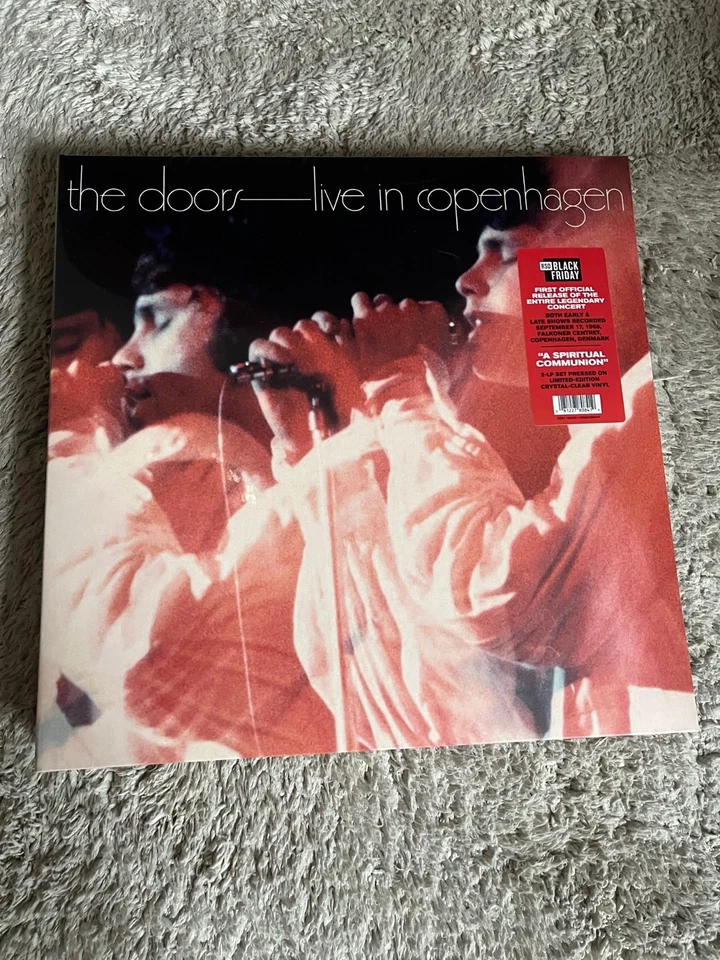 the doors—live in copenhagen
RSD BLACK
FRIDAY
FIRST OFFICIAL
RELEASE OF THE
ENTIRE LEGENDARY
CONCERT
BOTH EARLY &
LATE SHOWS RECORDED
SEPTEMBER 17, 1968,
FALKONER CENTRET,
COPENHAGEN, DENMARK
"A SPIRITUAL
COMMUNION"
-LP SET PRESSED ON
LIMITED-EDITION
CRYSTAL-CLEAR VINYL